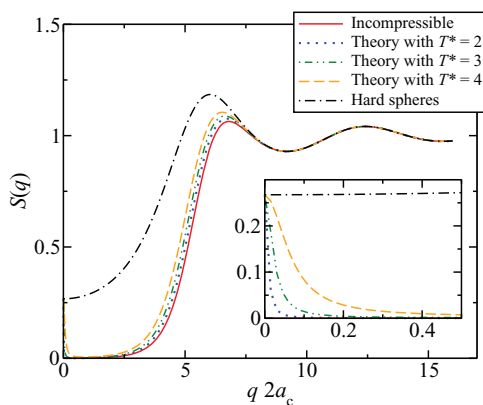 1.5
Incompressible
Theory with T* = 2
Theory with T* = 3
Theory with T* = 4
Hard spheres
1
S(q)
0.5
0
0.2
0.1
0
0 0.2 0.4
0 5 10 15
q 2a_c